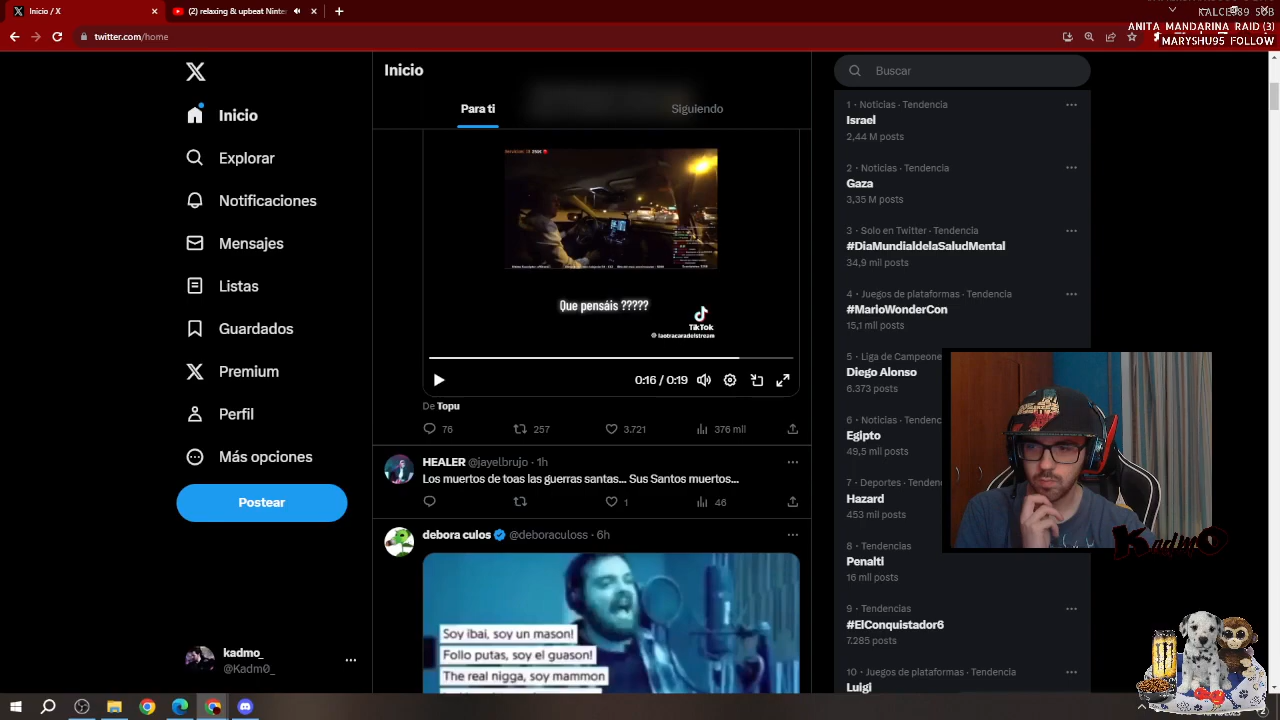 Inicio / X
(2) relaxing & upbeat Ninten
KALCE989 SUB
ANITA_MANDARINA RAID (3)
MARYSHU95 FOLLOW
twitter.com/home
Inicio
Explorar
Notificaciones
Mensajes
Listas
Guardados
Premium
Perfil
Más opciones
Postear
kadmo_
@Kadm0_
Inicio
Para ti
Siguiendo
Que pensáis ?????
TikTok
@ laotracaradelstream
0:16 / 0:19
De Topu
76
257
3.721
376 mil
HEALER @jayelbrujo · 1h
Los muertos de toas las guerras santas... Sus Santos muertos...
1
46
debora culos @deboraculoss · 6h
Soy ibai, soy un mason!
Follo putas, soy el guason!
The real nigga, soy mammon
Buscar
1 · Noticias · Tendencia
Israel
2,44 M posts
2 · Noticias · Tendencia
Gaza
3,35 M posts
3 · Solo en Twitter · Tendencia
#DiaMundialdelaSaludMental
34,9 mil posts
4 · Juegos de plataformas · Tendencia
#MarioWonderCon
15,1 mil posts
5 · Liga de Campeone
Diego Alonso
6.373 posts
6 · Noticias · Tendenc
Egipto
49,5 mil posts
7 · Deportes · Tenden
Hazard
453 mil posts
8 · Tendencias
Penalti
16 mil posts
9 · Tendencias
#ElConquistador6
7.285 posts
10 · Juegos de plataformas · Tendencia
Luigi
Kadm0